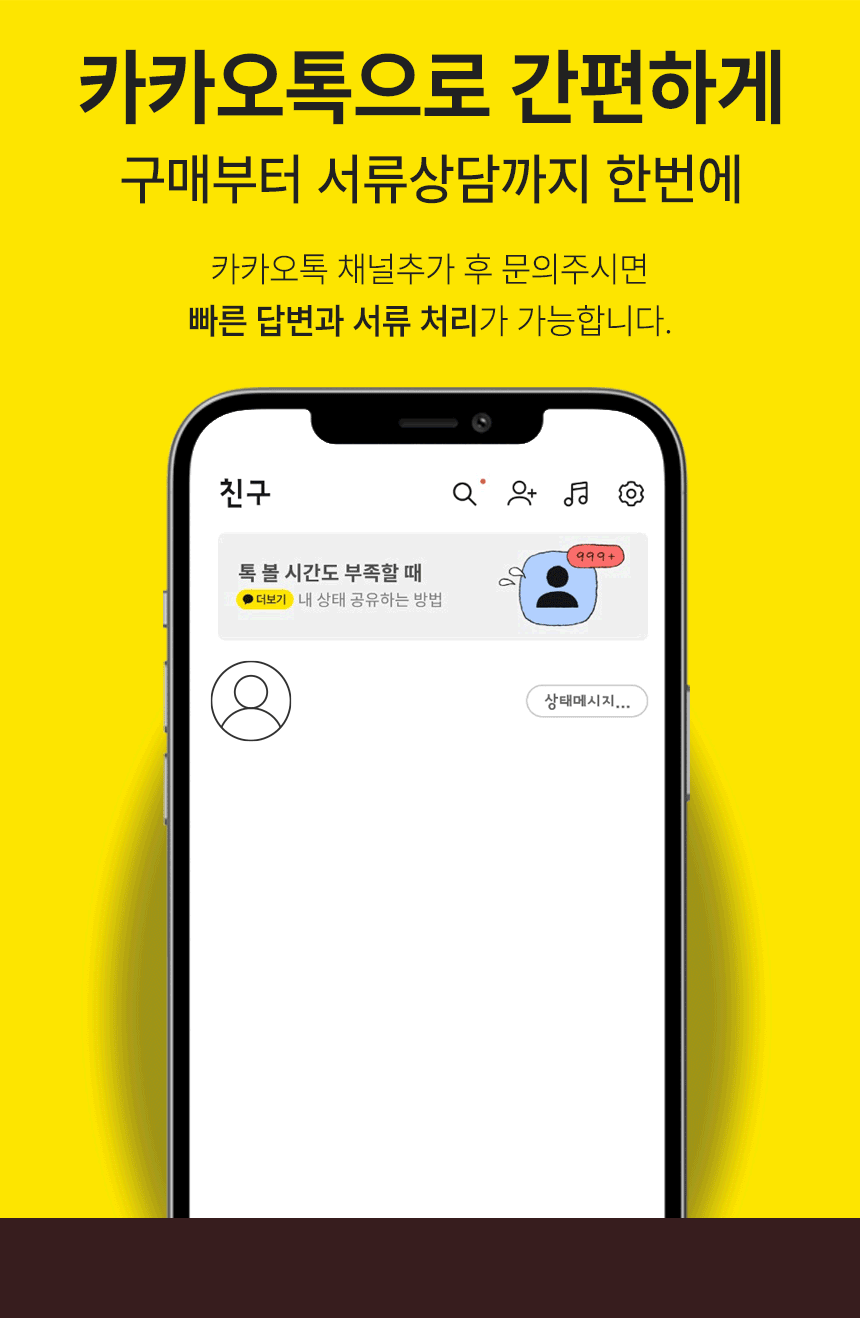 카카오톡으로 간편하게
구매부터 서류상담까지 한번에
카카오톡 채널추가 후 문의주시면
빠른 답변과 서류 처리가 가능합니다.
친구
톡 볼 시간도 부족할 때
999+
더보기 내 상태 공유하는 방법
상태메시지...